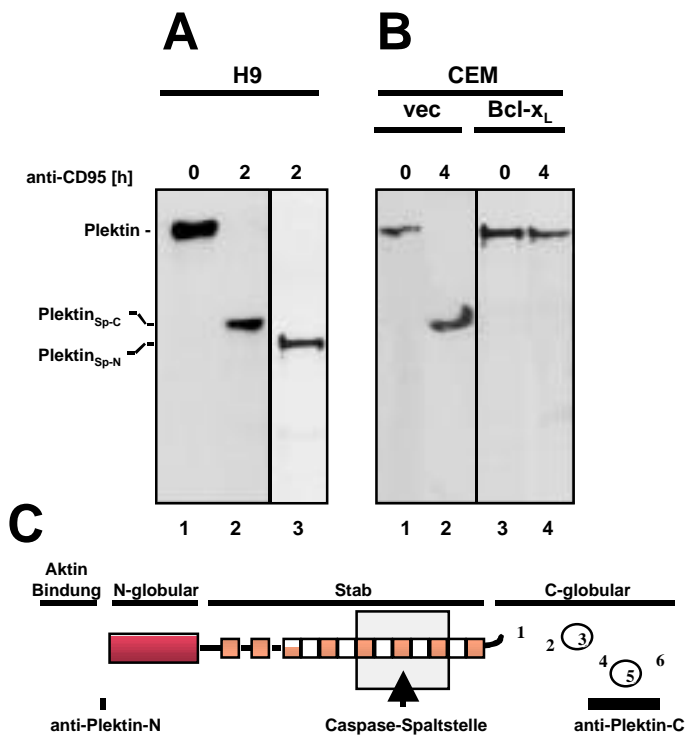 A
B
H9
CEM
vec
Bcl-xL
anti-CD95 [h]
0
2
2
0
4
0
4
Plektin -
PlektinSp-C
PlektinSp-N
1
2
3
1
2
3
4
C
Aktin
Bindung
N-globular
Stab
C-globular
1
2
3
4
5
6
anti-Plektin-N
Caspase-Spaltstelle
anti-Plektin-C